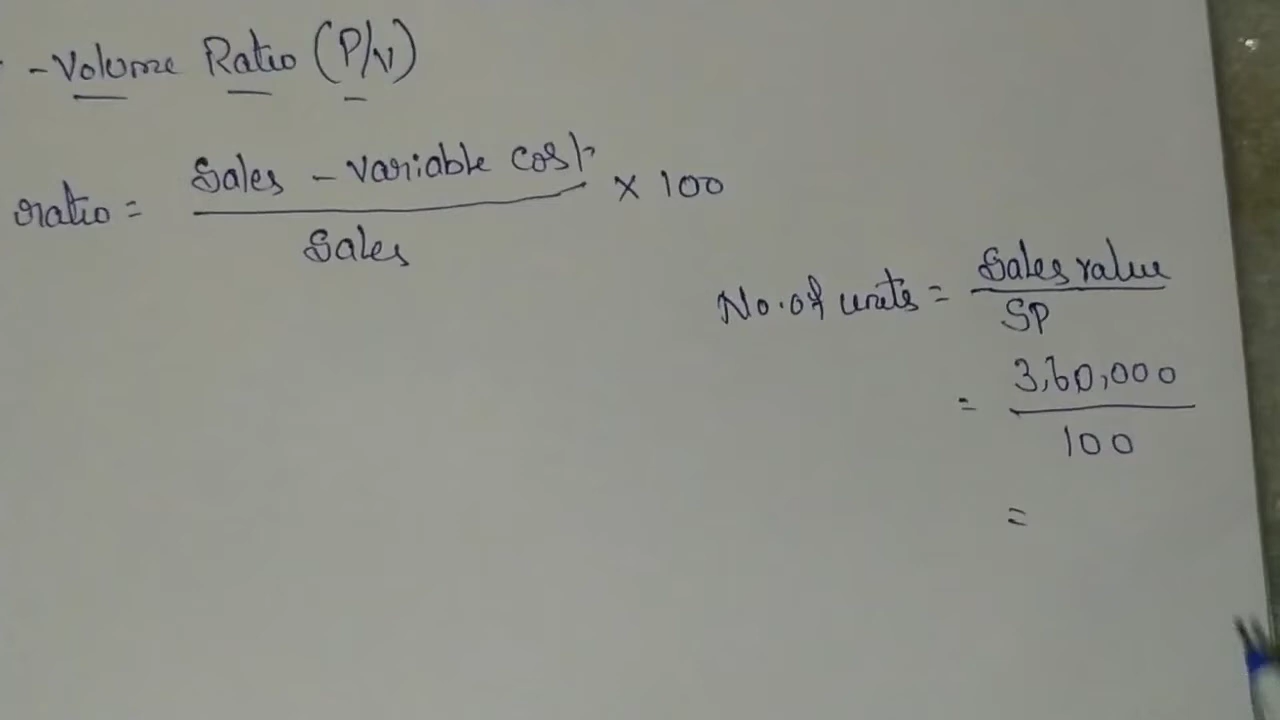 -Volume Ratio (P/V)
ratio = Sales - Variable cost / Sales × 100
No. of units = Sales value / SP
= 3,60,000 / 100
=